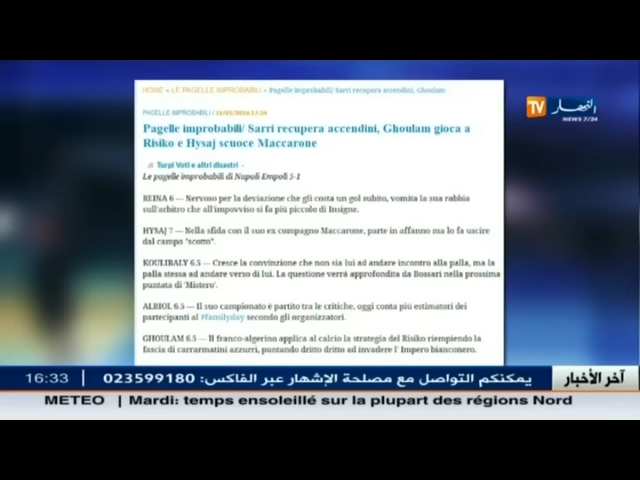 HOME » LE PAGELLE IMPROBABILI » Pagelle improbabili/ Sarri recupera accendini, Ghoulam
TV النهار
NEWS 7/24
PAGELLE IMPROBABILI /
Pagelle improbabili/ Sarri recupera accendini, Ghoulam gioca a
Risiko e Hysaj scuoce Maccarone
di Turpi Voti e altri disastri -
Le pagelle improbabili di Napoli Empoli 5-1
REINA 6 — Nervoso per la deviazione che gli costa un gol subito, vomita la sua rabbia
sull'arbitro che all'impovviso si fa più piccolo di Insigne.
HYSAJ 7 — Nella sfida con il suo ex compagno Maccarone, parte in affanno ma lo fa uscire
dal campo "scotto".
KOULIBALY 6.5 — Cresce la convinzione che non sia lui ad andare incontro alla palla, ma la
palla stessa ad andare verso di lui. La questione verrà approfondita da Bossari nella prossima
puntata di 'Mistero'.
ALBIOL 6.5 — Il suo campionato è partito tra le critiche, oggi conta più estimatori dei
partecipanti al #familyday secondo gli organizzatori.
GHOULAM 6.5 — Il franco-algerino applica al calcio la strategia del Risiko riempiendo la
fascia di carrarmatini azzurri, puntando dritto dritto ad invadere l' Impero bianconero.
16:33 يمكنكم التواصل مع مصلحة الإشهار عبر الفاكس: 023599180 آخر الأخبار
METEO | Mardi: temps ensoleillé sur la plupart des régions Nord